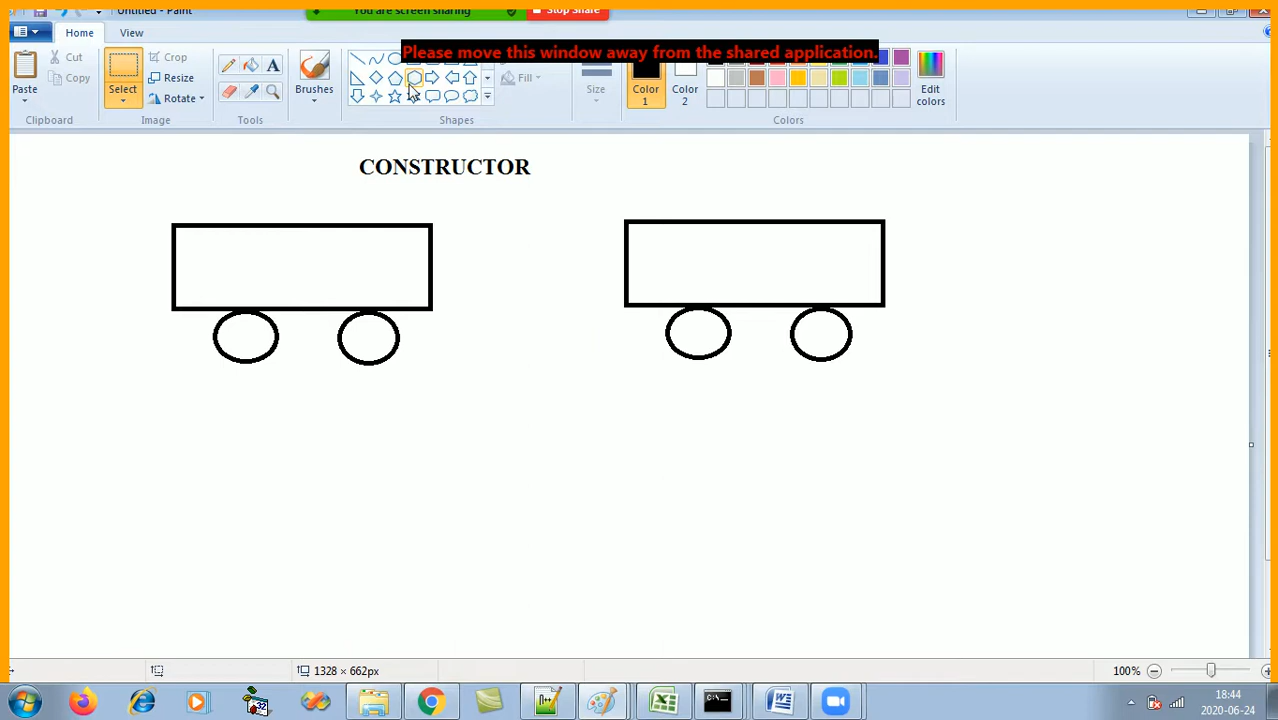 You are screen sharing Stop Share
Untitled - Paint
Home View
Please move this window away from the shared application.
Cut
Copy
Paste
Crop
Resize
Rotate
Select
Brushes
Fill
Size
Color 1
Color 2
Edit colors
Clipboard Image Tools Shapes Colors
CONSTRUCTOR
1328 × 662px 100%
32
C:\_
18:44
2020-06-24